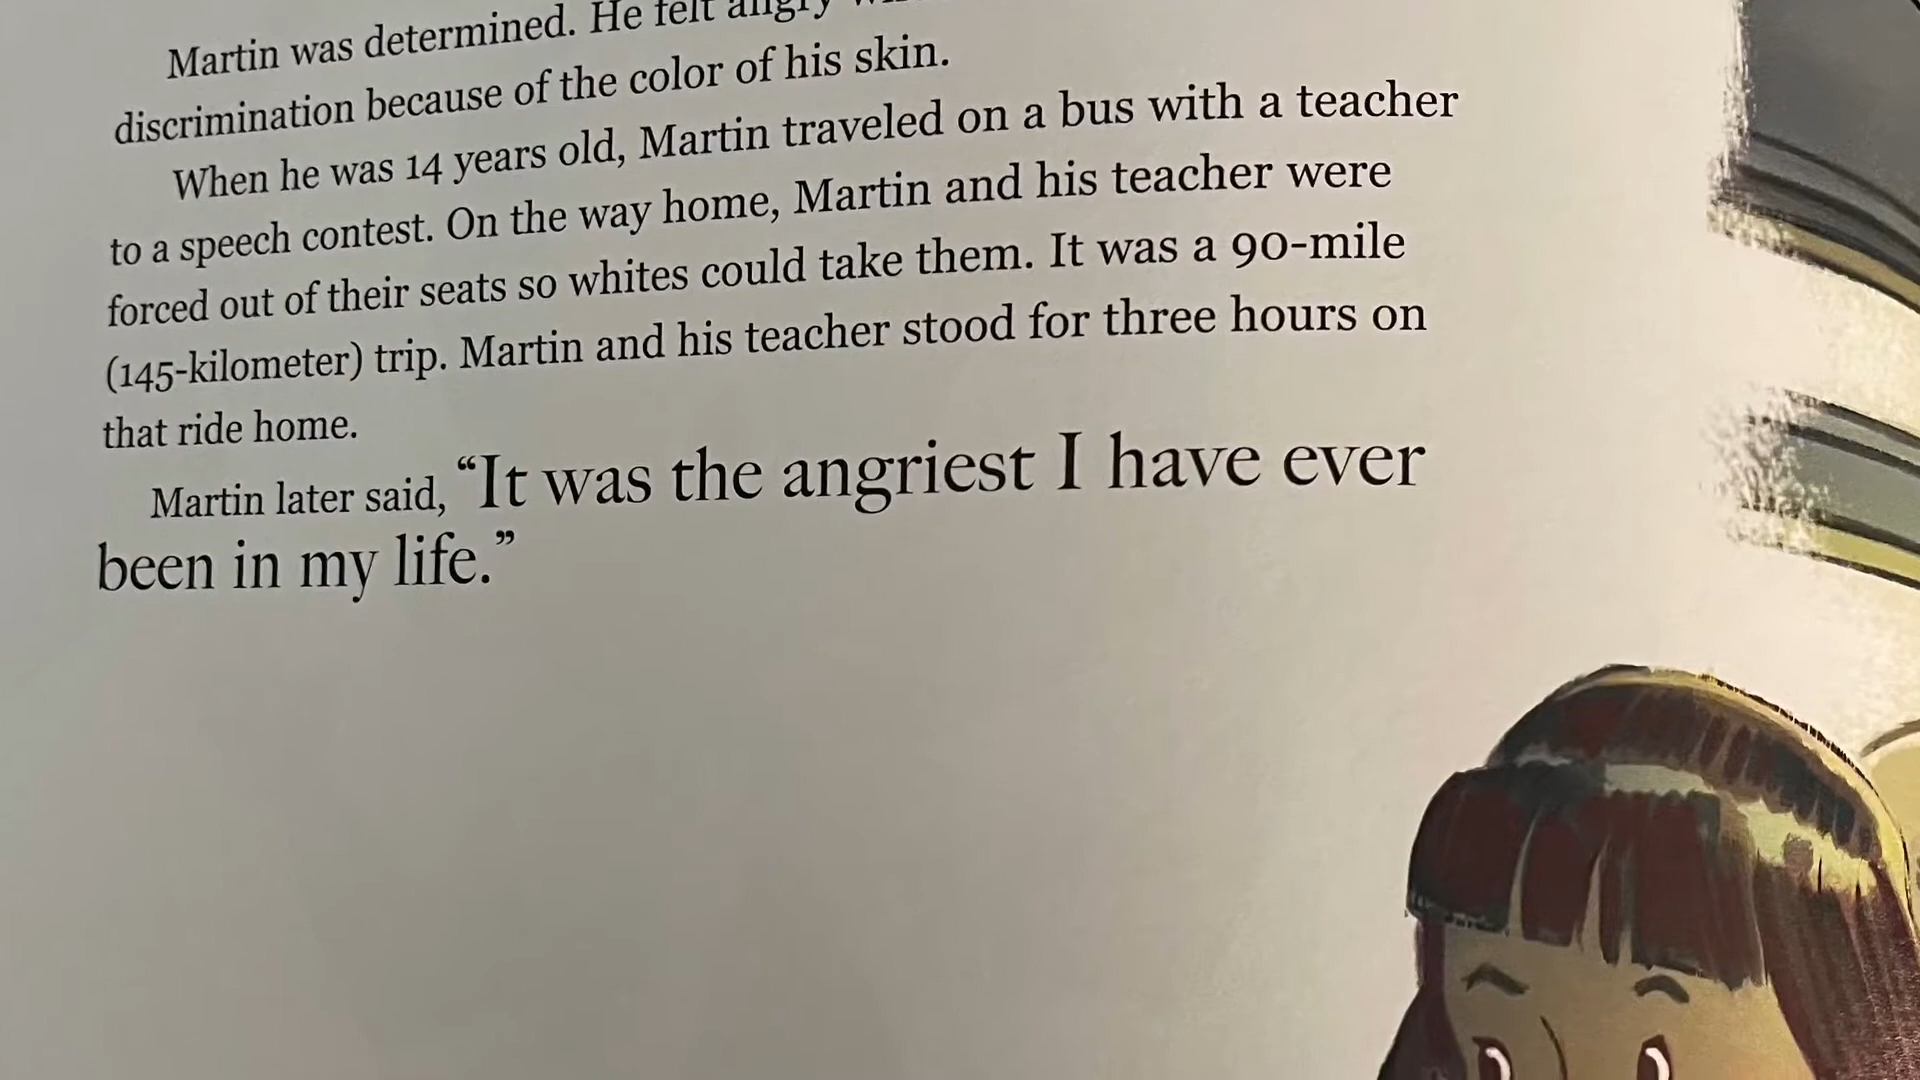 Martin was determined. He felt angry
discrimination because of the color of his skin.
When he was 14 years old, Martin traveled on a bus with a teacher
to a speech contest. On the way home, Martin and his teacher were
forced out of their seats so whites could take them. It was a 90-mile
(145-kilometer) trip. Martin and his teacher stood for three hours on
that ride home.
Martin later said, “It was the angriest I have ever
been in my life.”